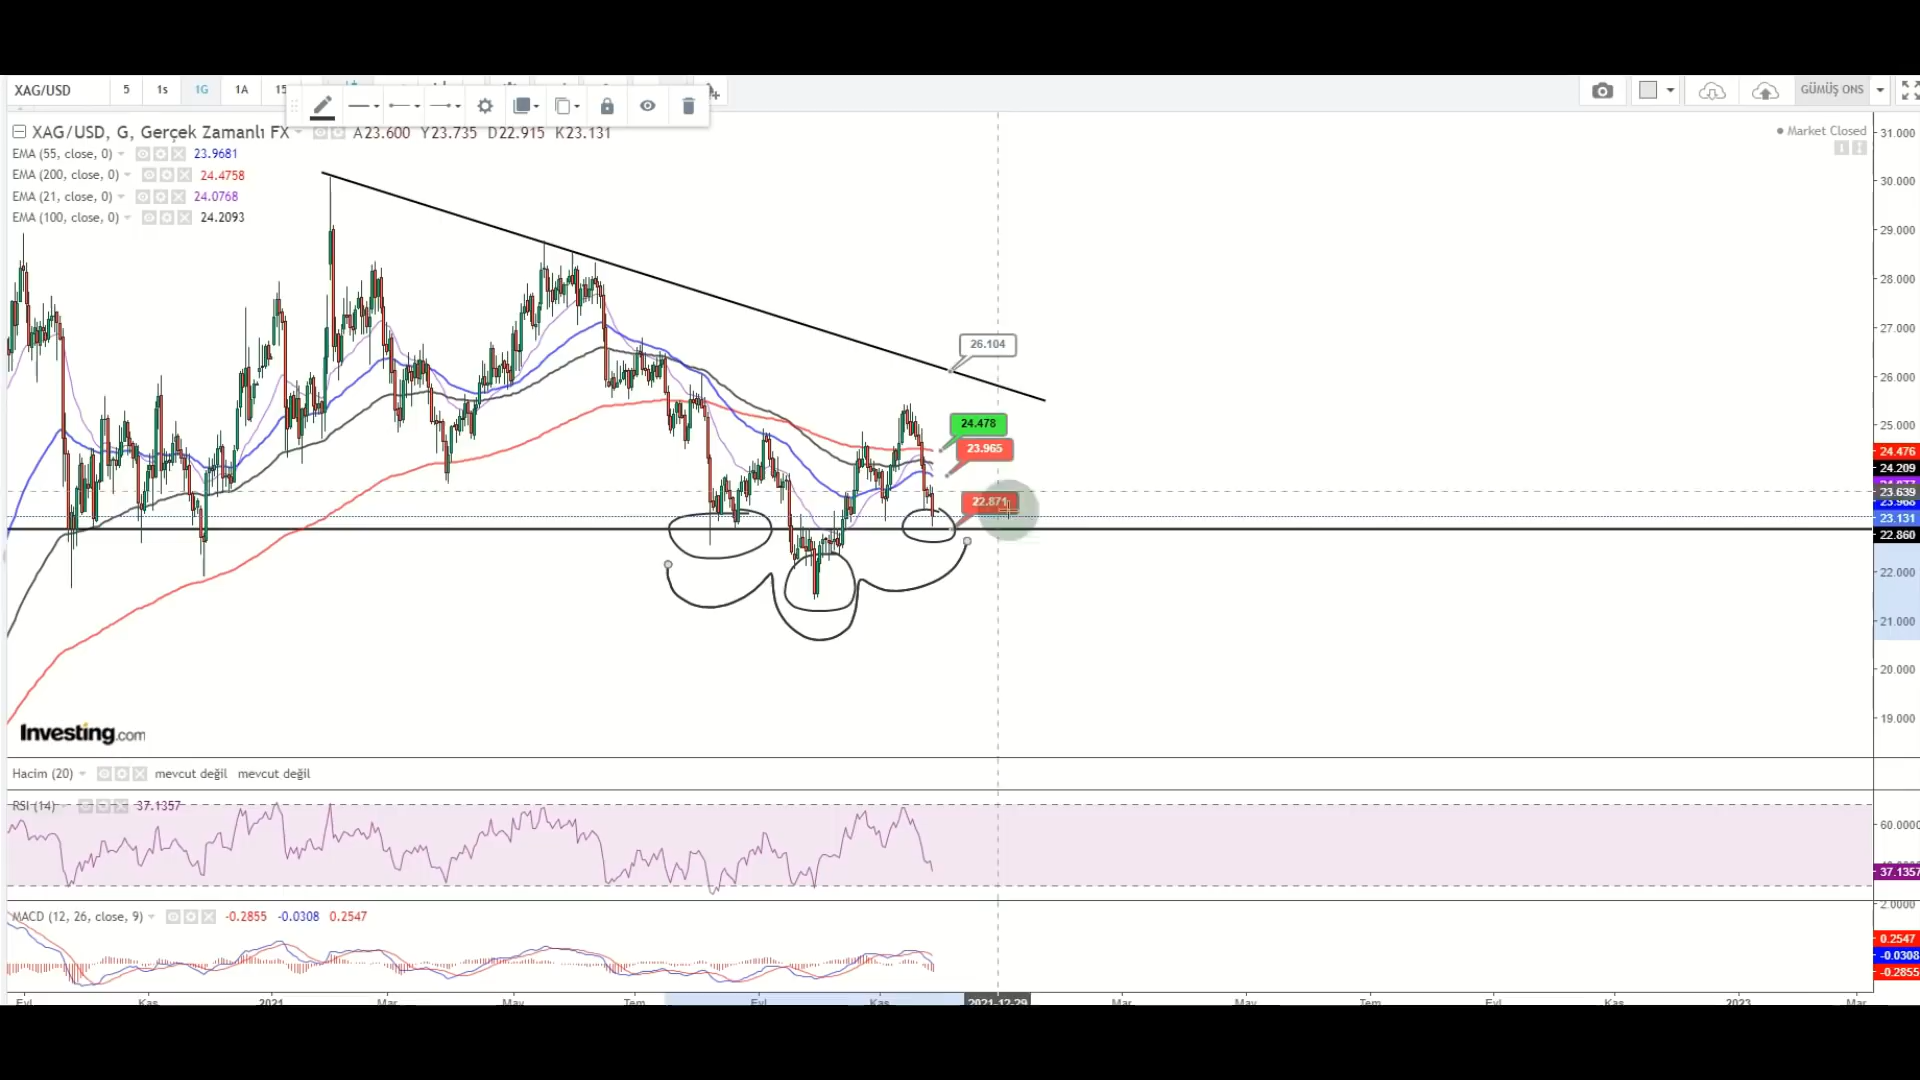 XAG/USD 5 1s 1G 1A 15 GÜMÜŞ ONS
XAG/USD, G, Gerçek Zamanlı FX A23.600 Y23.735 D22.915 K23.131
Market Closed
EMA (55, close, 0) 23.9681
EMA (200, close, 0) 24.4758
EMA (21, close, 0) 24.0768
EMA (100, close, 0) 24.2093
31.000
30.000
29.000
28.000
27.000
26.104
26.000
24.478
25.000
23.965
24.476
24.209
22.871
23.639
23.131
22.860
22.000
21.000
20.000
19.000
Investing.com
Hacim (20) mevcut değil mevcut değil
RSI (14) 37.1357
60.0000
37.1357
2.0000
MACD (12, 26, close, 9) -0.2855 -0.0308 0.2547
0.2547
-0.0308
-0.2855
Eyl Kas 2021 Mar May Tem Eyl Kas 2021-12-29 Mar May Tem Eyl Kas 2023 Mar